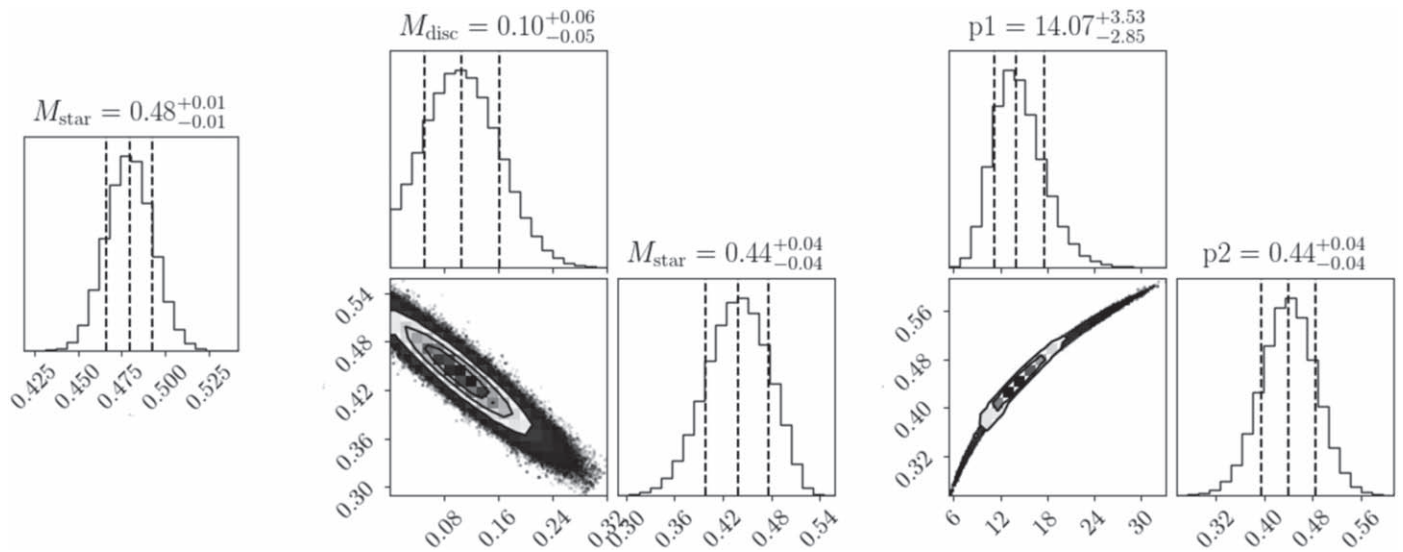 M_star = 0.48^{+0.01}_{-0.01}
0.425 0.450 0.475 0.500 0.525
M_disc = 0.10^{+0.06}_{-0.05}
M_star = 0.44^{+0.04}_{-0.04}
0.54
0.48
0.42
0.36
0.30
0.08 0.16 0.24 0.32
0.30 0.36 0.42 0.48 0.54
p1 = 14.07^{+3.53}_{-2.85}
p2 = 0.44^{+0.04}_{-0.04}
0.56
0.48
0.40
0.32
6 12 18 24 30
0.32 0.40 0.48 0.56